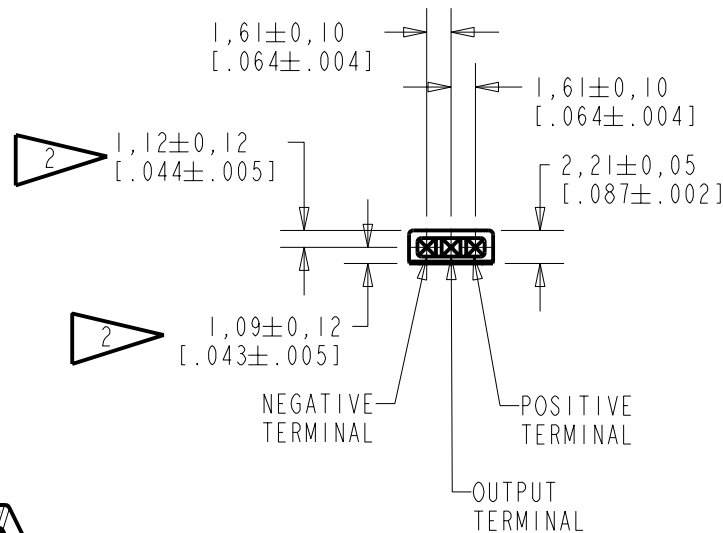 1,61±0,10
[.064±.004]
1,61±0,10
[.064±.004]
2
1,12±0,12
[.044±.005]
2,21±0,05
[.087±.002]
2
1,09±0,12
[.043±.005]
NEGATIVE
TERMINAL
POSITIVE
TERMINAL
OUTPUT
TERMINAL